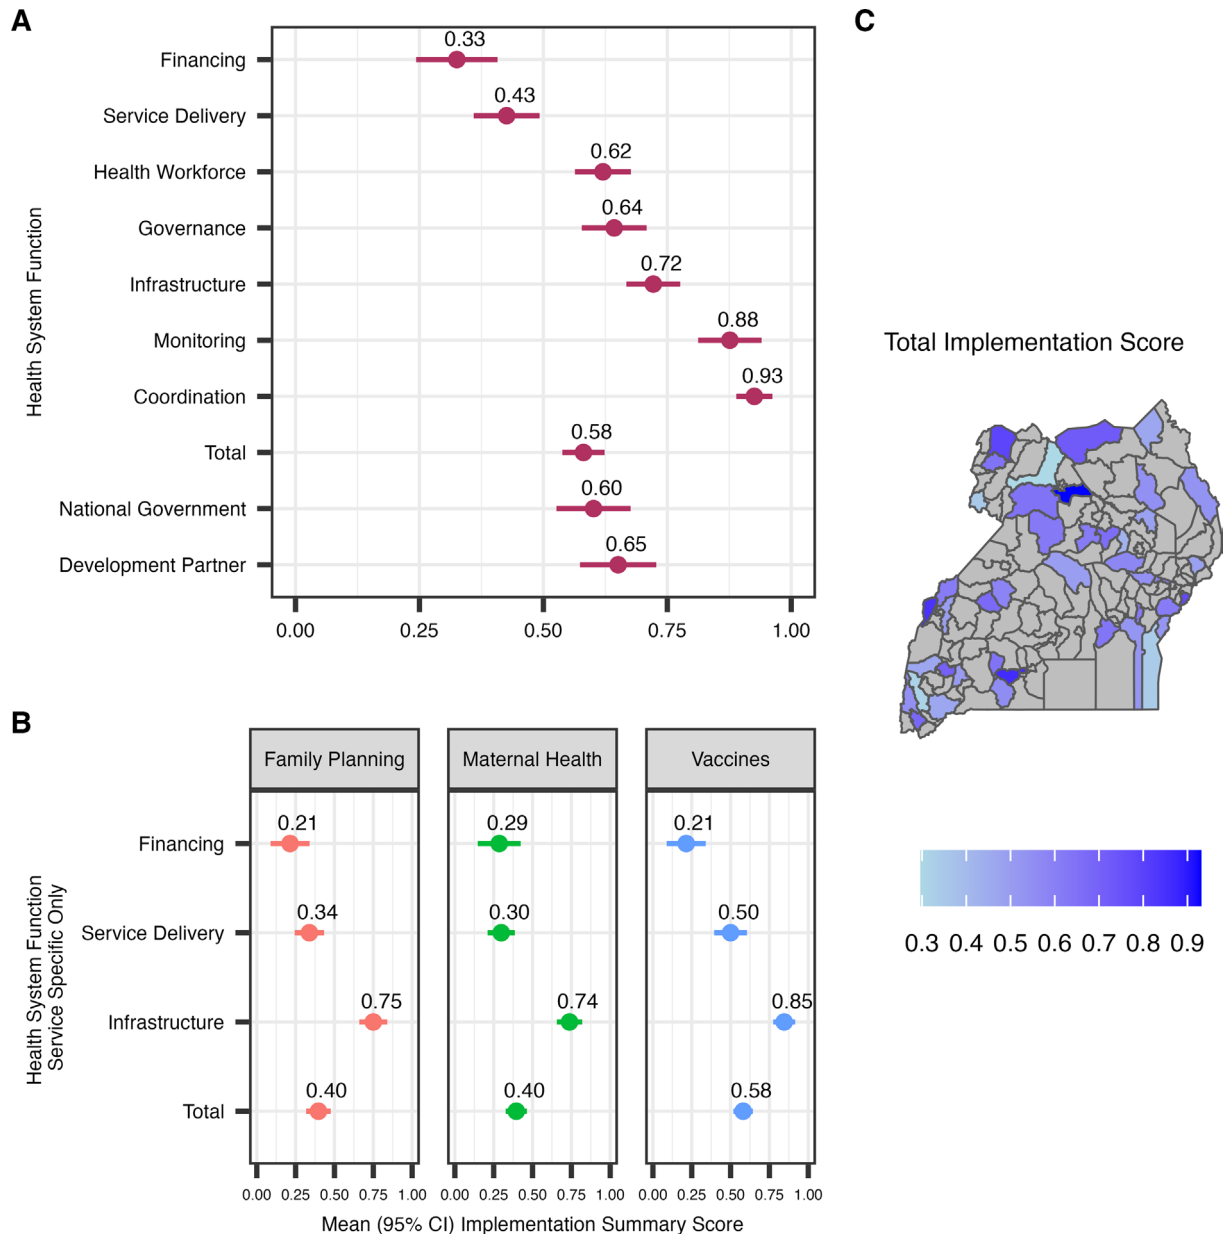 A
Health System Function
Financing
0.33
Service Delivery
0.43
Health Workforce
0.62
Governance
0.64
Infrastructure
0.72
Monitoring
0.88
Coordination
0.93
Total
0.58
National Government
0.60
Development Partner
0.65
0.00 0.25 0.50 0.75 1.00
B
Health System Function
Service Specific Only
Family Planning Maternal Health Vaccines
Financing
0.21 0.29 0.21
Service Delivery
0.34 0.30 0.50
Infrastructure
0.75 0.74 0.85
Total
0.40 0.40 0.58
0.00 0.25 0.50 0.75 1.00 0.00 0.25 0.50 0.75 1.00 0.00 0.25 0.50 0.75 1.00
Mean (95% CI) Implementation Summary Score
C
Total Implementation Score
0.3 0.4 0.5 0.6 0.7 0.8 0.9